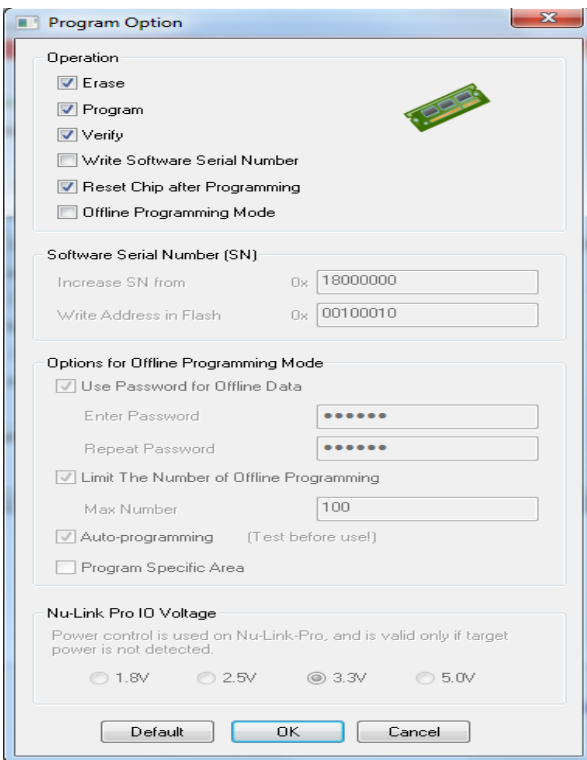 Program Option
Operation
Erase
Program
Verify
Write Software Serial Number
Reset Chip after Programming
Offline Programming Mode
Software Serial Number (SN)
Increase SN from 0x 18000000
Write Address in Flash 0x 00100010
Options for Offline Programming Mode
Use Password for Offline Data
Enter Password ●●●●●●
Repeat Password ●●●●●●
Limit The Number of Offline Programming
Max Number 100
Auto-programming (Test before use!)
Program Specific Area
Nu-Link Pro IO Voltage
Power control is used on Nu-Link-Pro, and is valid only if target
power is not detected.
1.8V 2.5V 3.3V 5.0V
Default OK Cancel